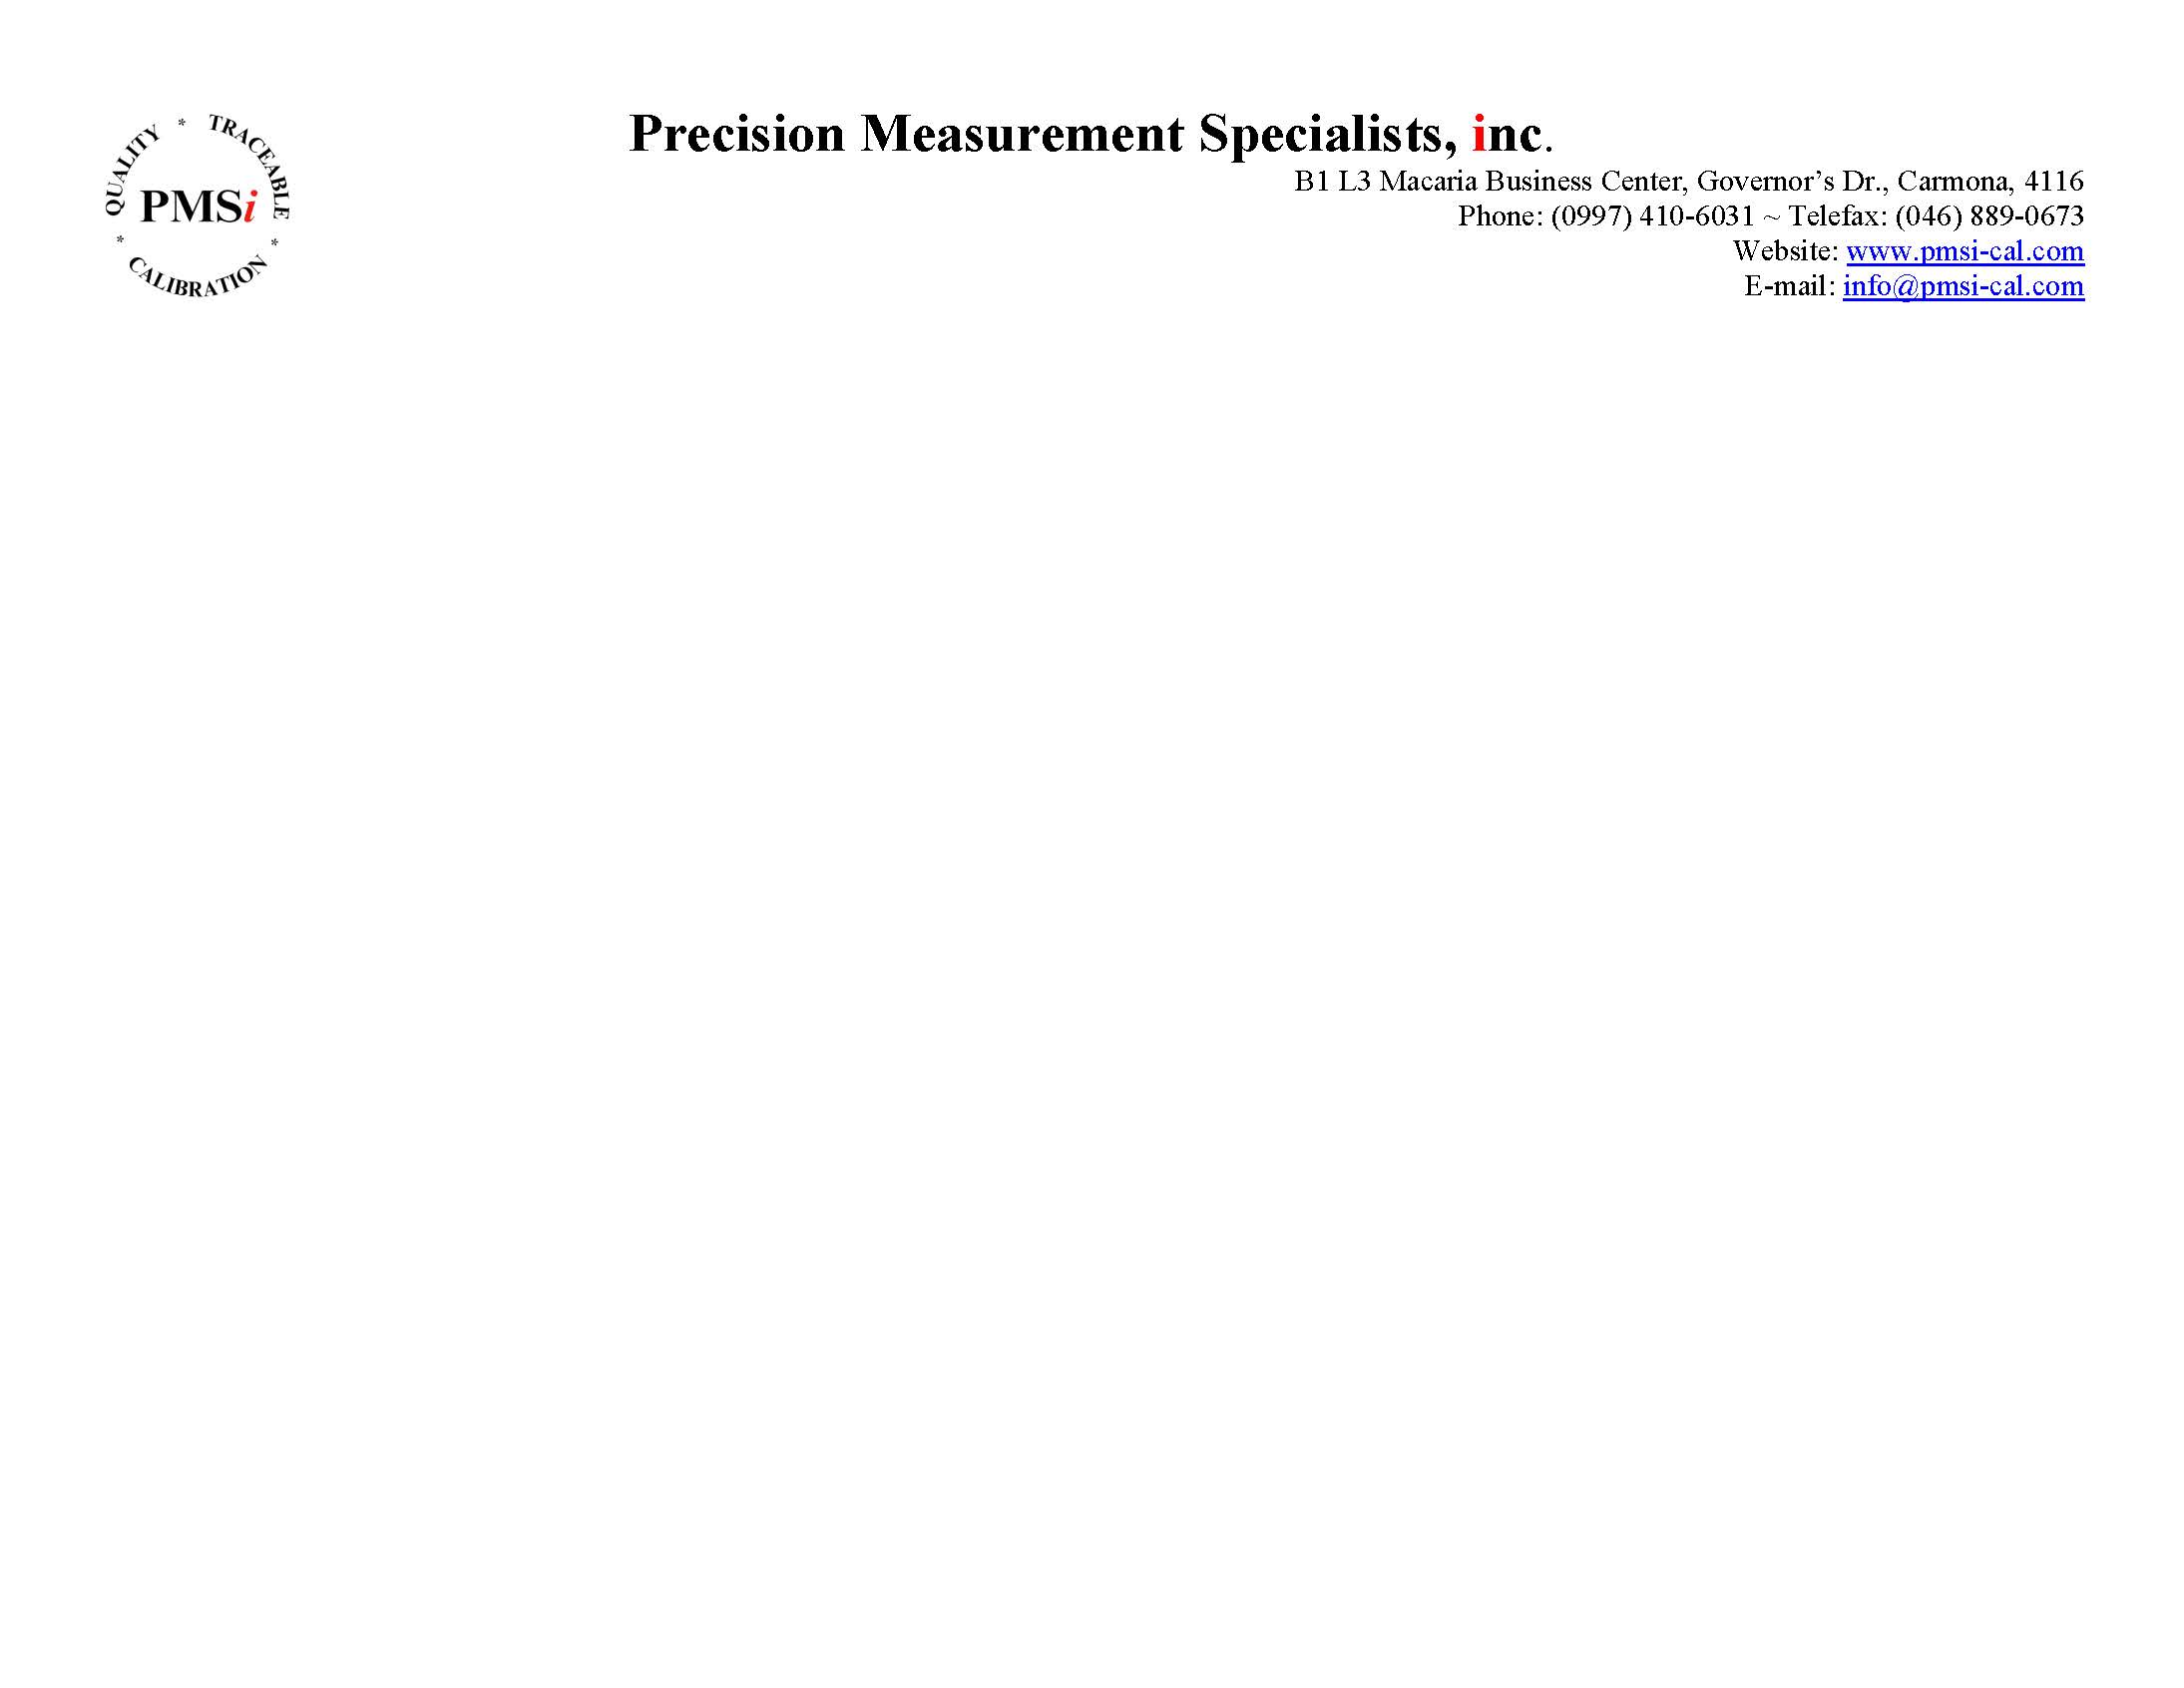 QUALITY * TRACEABLE * CALIBRATION *
PMSi
Precision Measurement Specialists, inc.
B1 L3 Macaria Business Center, Governor’s Dr., Carmona, 4116
Phone: (0997) 410-6031 ~ Telefax: (046) 889-0673
Website: www.pmsi-cal.com
E-mail: info@pmsi-cal.com